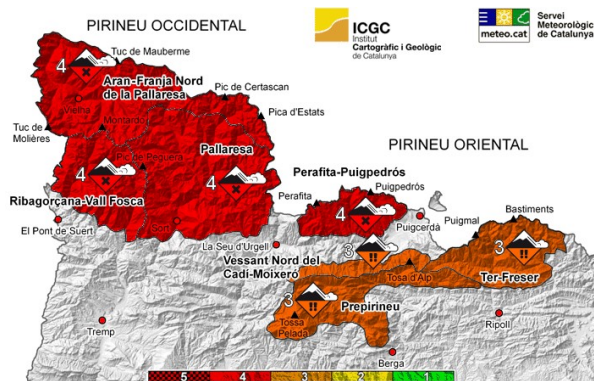 PIRINEU OCCIDENTAL
ICGC
Institut
Cartogràfic i Geològic
de Catalunya
meteo.cat
Servei
Meteorològic
de Catalunya
Tuc de Mauberme
4
Aran-Franja Nord
de la Pallaresa
Vielha
Pic de Certascan
Pica d'Estats
Tuc de
Molières
Montardo
PIRINEU ORIENTAL
Pallaresa
Pic de Peguera
4
4
Perafita-Puigpedrós
Puigpedrós
Perafita
4
Ribagorçana-Vall Fosca
El Pont de Suert
Sort
Puigcerdà
Bastiments
Puigmal
3
La Seu d'Urgell
3
Vessant Nord del
Cadí-Moixeró
Tosa d'Alp
Ter-Freser
3
Prepirineu
Tossa
Pelada
Tremp
Ripoll
Berga
5
4
3
2
1